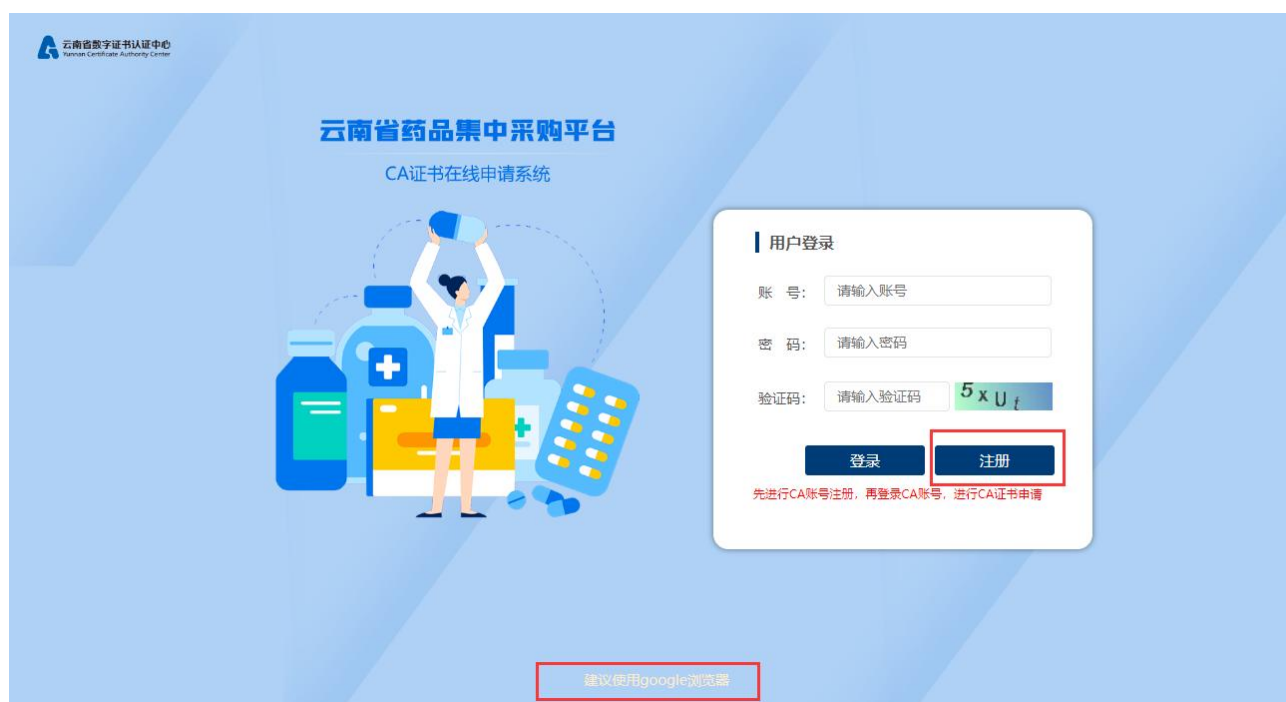 云南省数字证书认证中心
Yunnan Certificate Authority Center
云南省药品集中采购平台
CA证书在线申请系统
用户登录
账 号： 请输入账号
密 码： 请输入密码
验证码： 请输入验证码 5xUt
登录 注册
先进行CA账号注册，再登录CA账号，进行CA证书申请
建议使用google浏览器